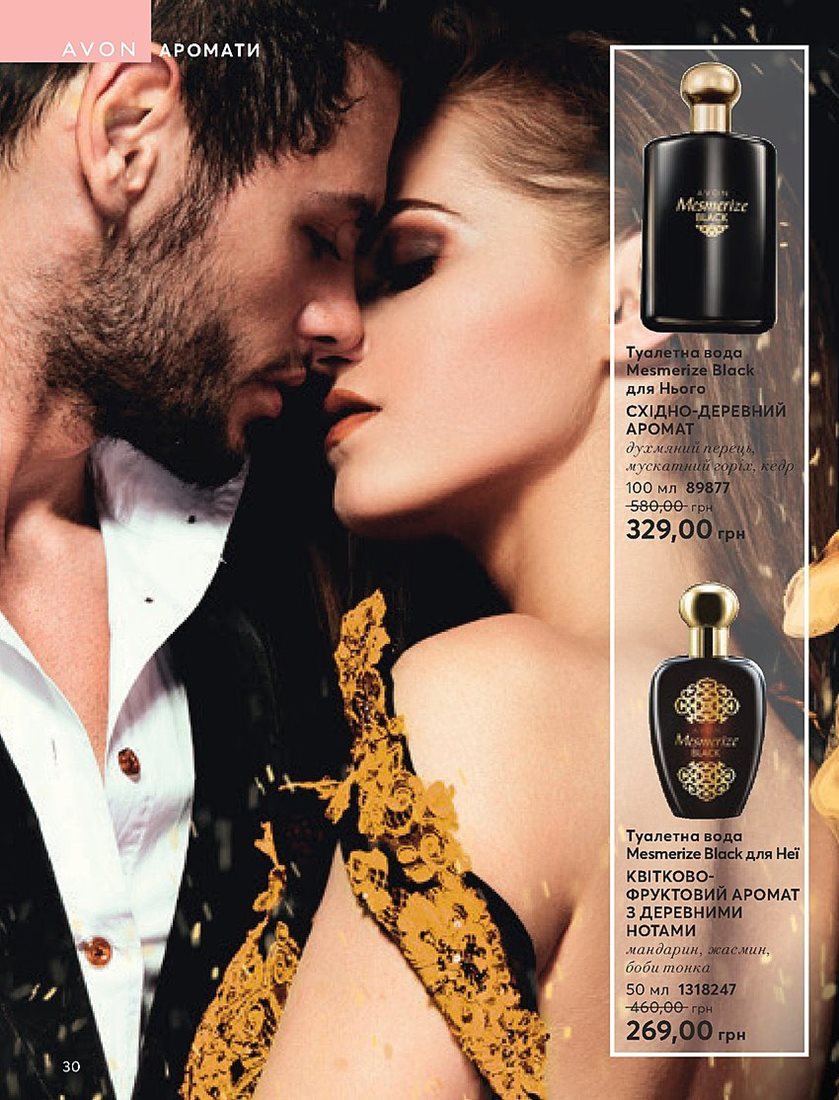 AVON АРОМАТИ
AVON
Mesmerize
BLACK
Туалетна вода
Mesmerize Black
для Нього
СХІДНО-ДЕРЕВНИЙ
АРОМАТ
духмяний перець,
мускатний горіх, кедр
100 мл 89877
580,00 грн
329,00 грн
Mesmerize
BLACK
Туалетна вода
Mesmerize Black для Неї
КВІТКОВО-
ФРУКТОВИЙ АРОМАТ
З ДЕРЕВНИМИ
НОТАМИ
мандарин, жасмин,
боби тонка
50 мл 1318247
460,00 грн
269,00 грн
30